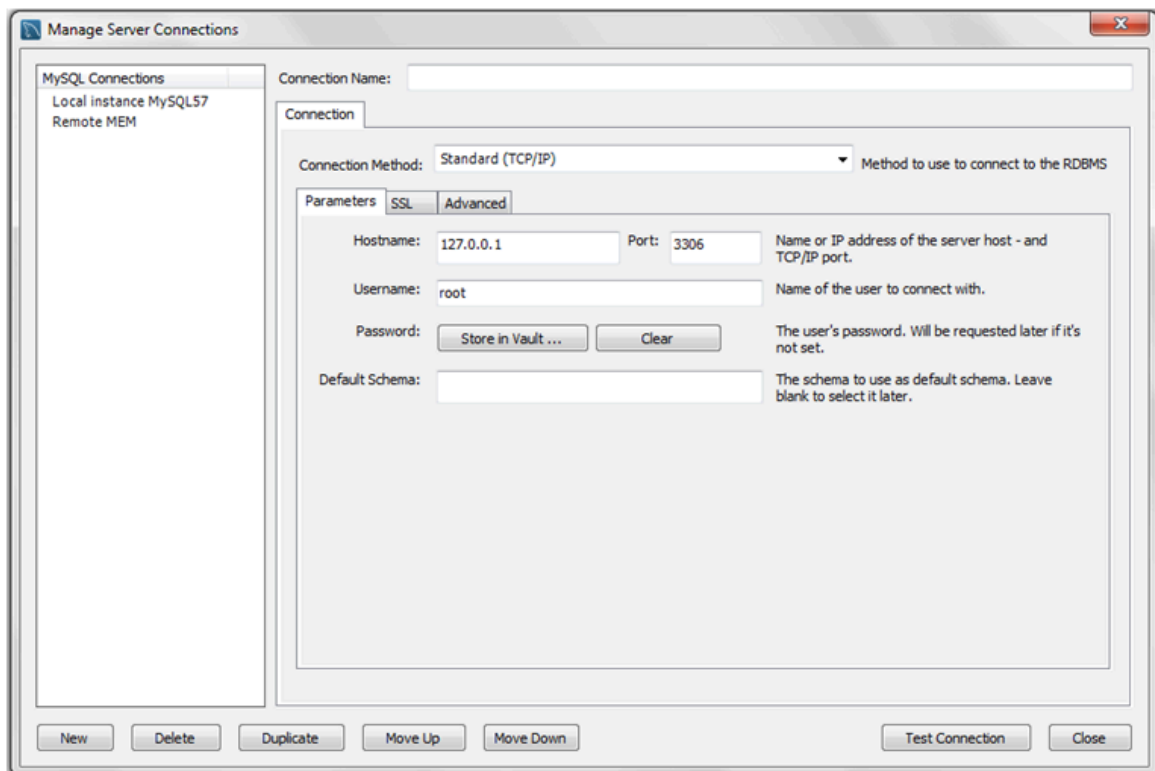 Manage Server Connections
MySQL Connections
Local instance MySQL57
Remote MEM
Connection Name:
Connection
Connection Method: Standard (TCP/IP) Method to use to connect to the RDBMS
Parameters SSL Advanced
Hostname: 127.0.0.1 Port: 3306 Name or IP address of the server host - and
TCP/IP port.
Username: root Name of the user to connect with.
Password: Store in Vault ... Clear The user's password. Will be requested later if it's
not set.
Default Schema: The schema to use as default schema. Leave
blank to select it later.
New Delete Duplicate Move Up Move Down Test Connection Close